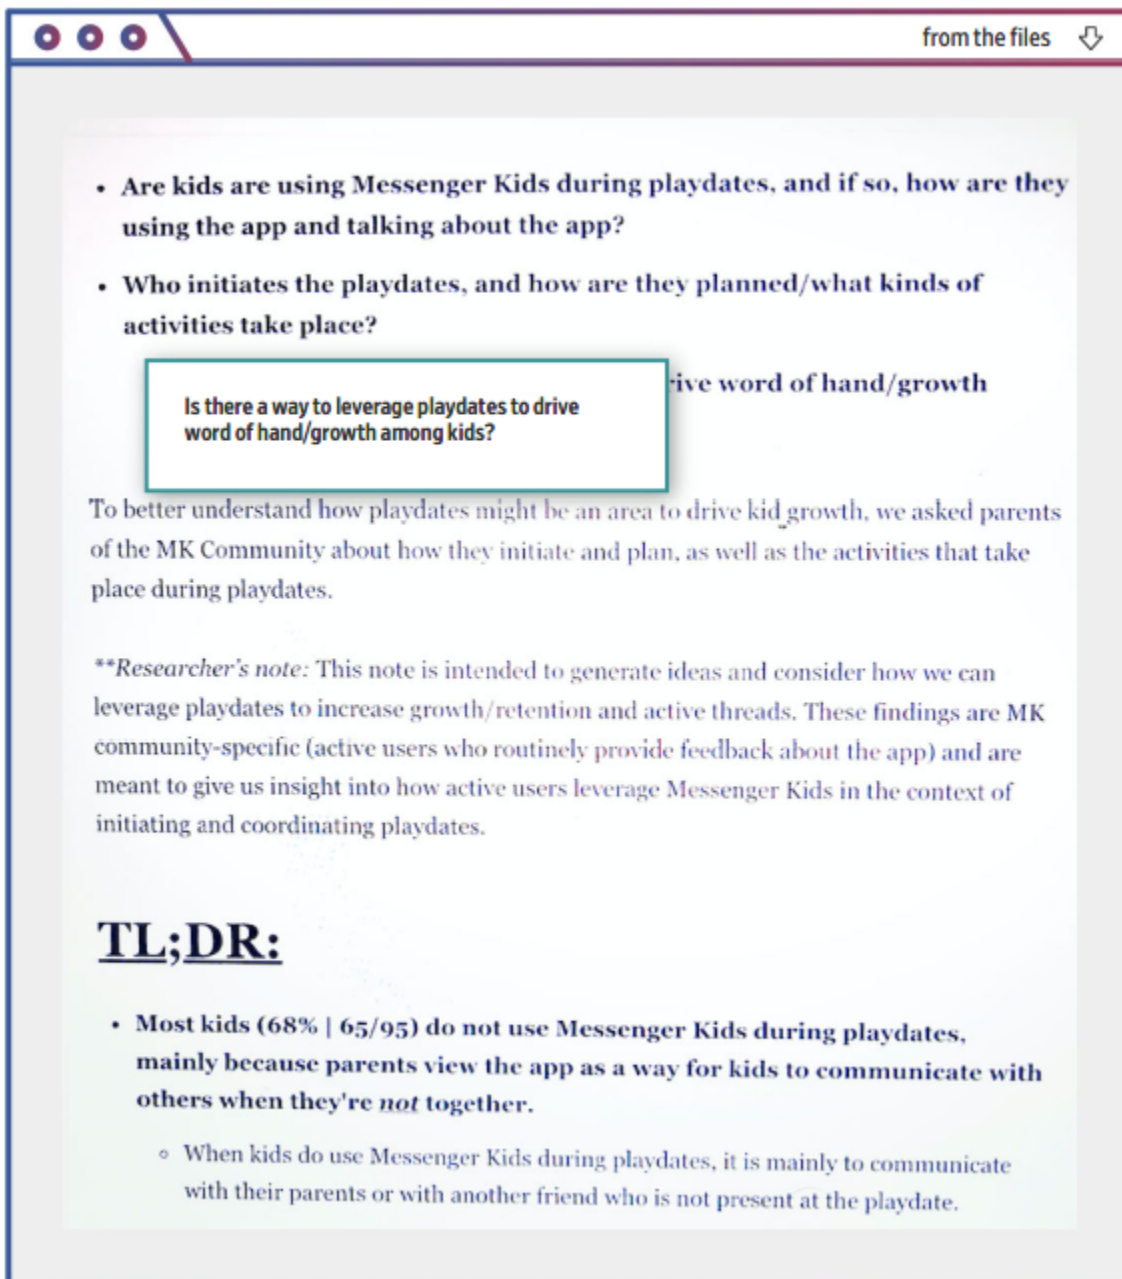 from the files
• Are kids are using Messenger Kids during playdates, and if so, how are they
using the app and talking about the app?
• Who initiates the playdates, and how are they planned/what kinds of
activities take place?
rive word of hand/growth
Is there a way to leverage playdates to drive
word of hand/growth among kids?
To better understand how playdates might be an area to drive kid growth, we asked parents
of the MK Community about how they initiate and plan, as well as the activities that take
place during playdates.
**Researcher's note: This note is intended to generate ideas and consider how we can
leverage playdates to increase growth/retention and active threads. These findings are MK
community-specific (active users who routinely provide feedback about the app) and are
meant to give us insight into how active users leverage Messenger Kids in the context of
initiating and coordinating playdates.
TL;DR:
• Most kids (68% | 65/95) do not use Messenger Kids during playdates,
mainly because parents view the app as a way for kids to communicate with
others when they're not together.
◦ When kids do use Messenger Kids during playdates, it is mainly to communicate
with their parents or with another friend who is not present at the playdate.